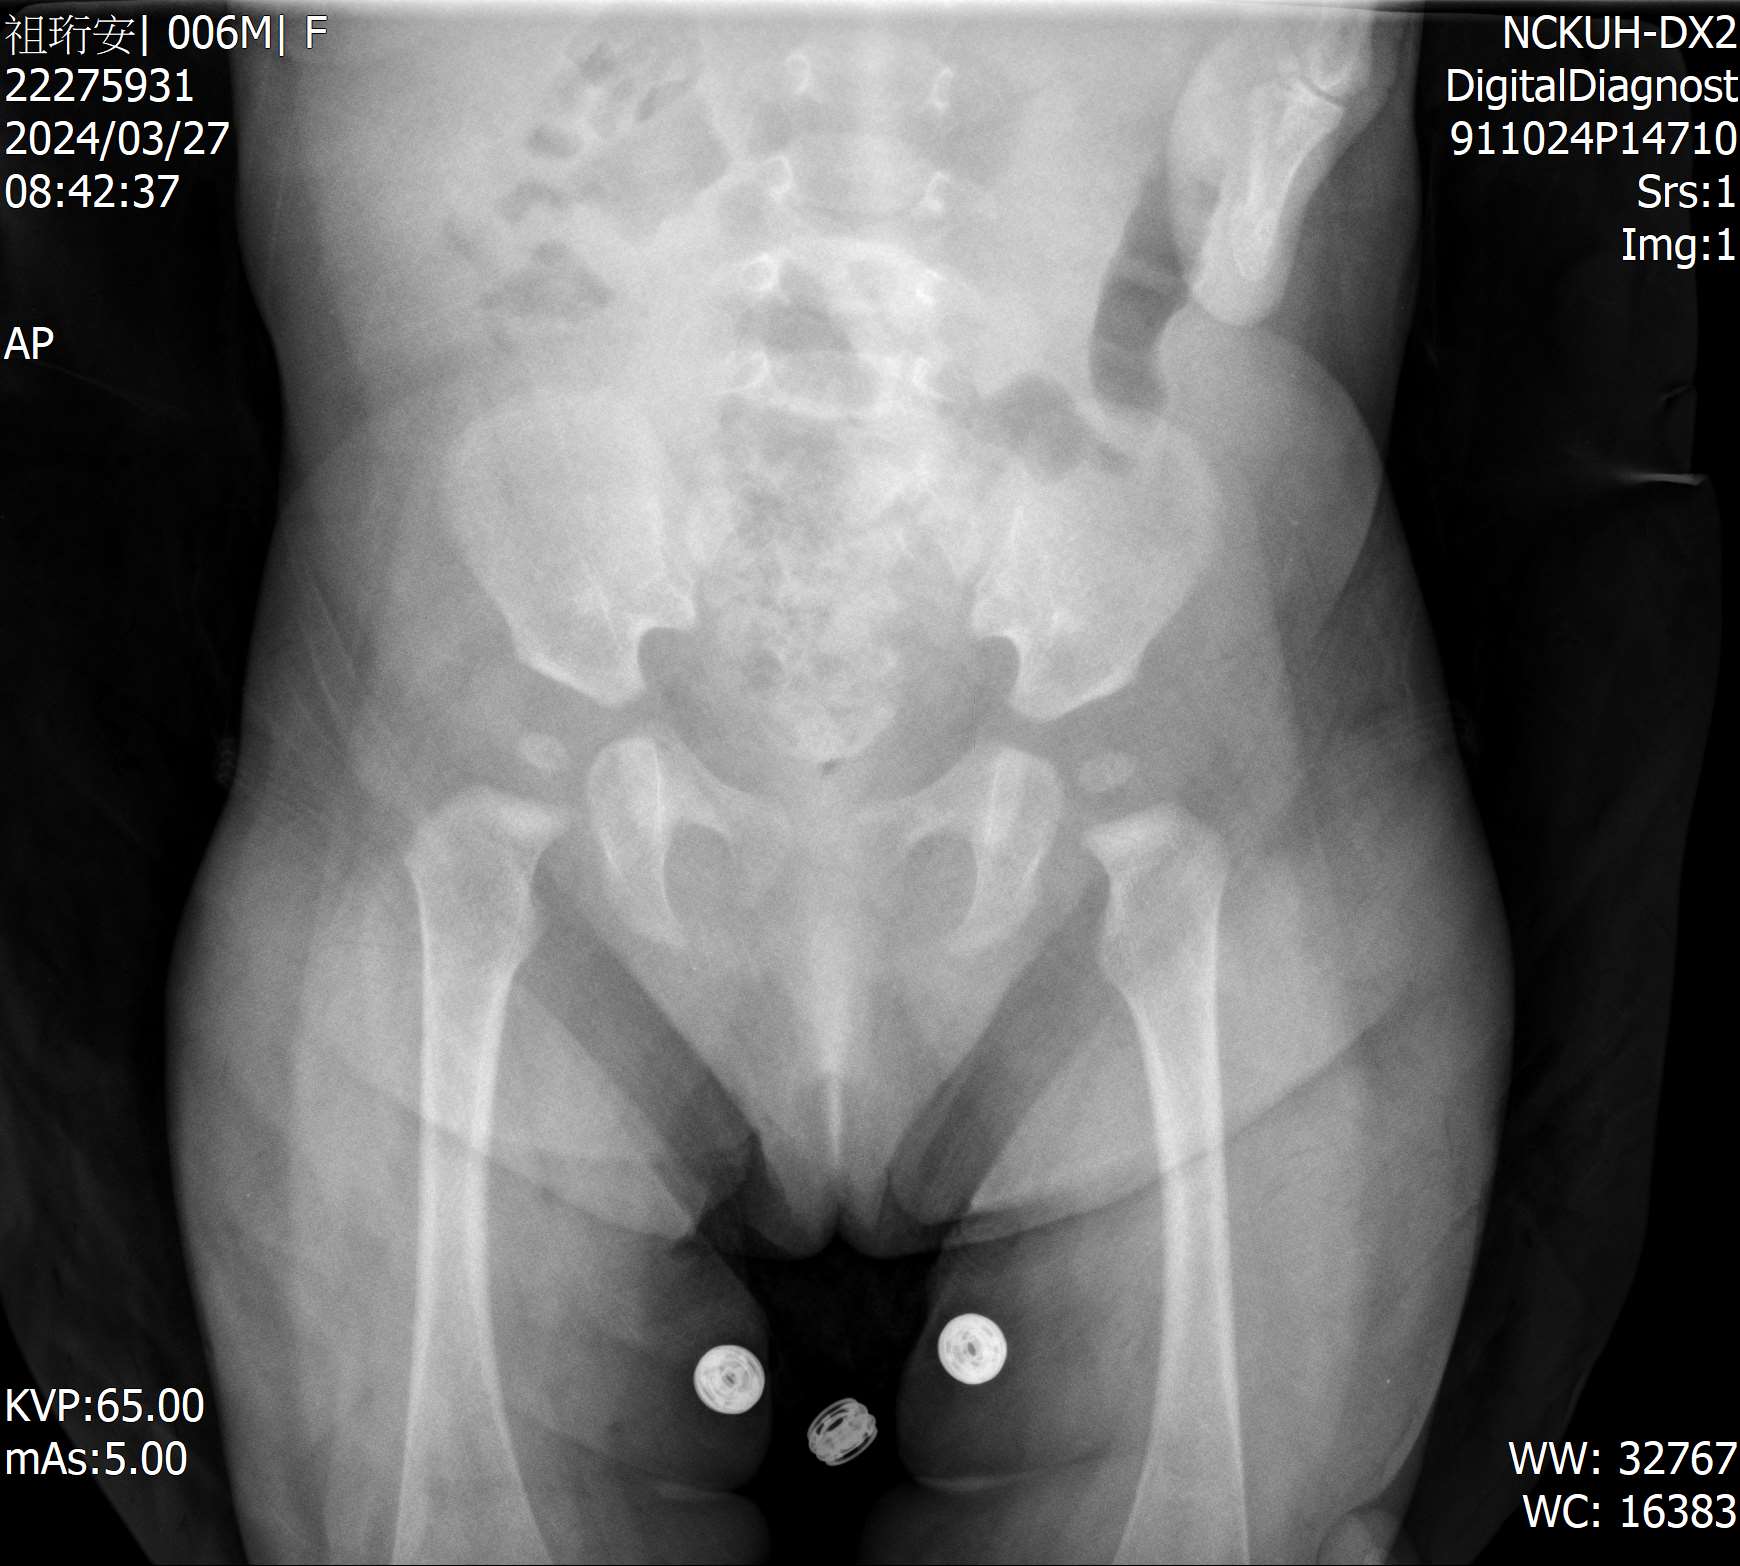 祖珩安| 006M| F
22275931
2024/03/27
08:42:37
AP
NCKUH-DX2
DigitalDiagnost
911024P14710
Srs:1
Img:1
KVP:65.00
mAs:5.00
WW: 32767
WC: 16383